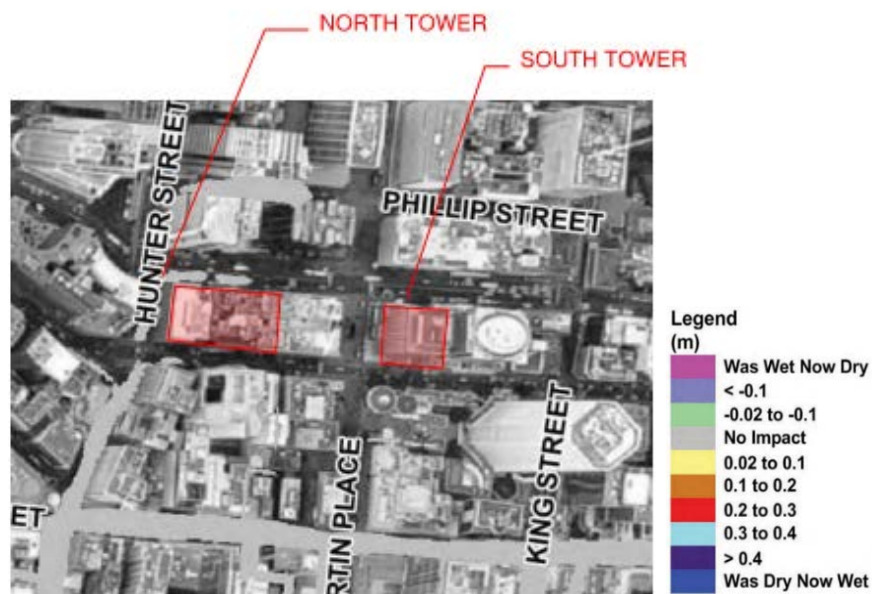 NORTH TOWER
SOUTH TOWER
HUNTER STREET
PHILLIP STREET
ET
RTIN PLACE
KING STREET
Legend
(m)
Was Wet Now Dry
< -0.1
-0.02 to -0.1
No Impact
0.02 to 0.1
0.1 to 0.2
0.2 to 0.3
0.3 to 0.4
> 0.4
Was Dry Now Wet